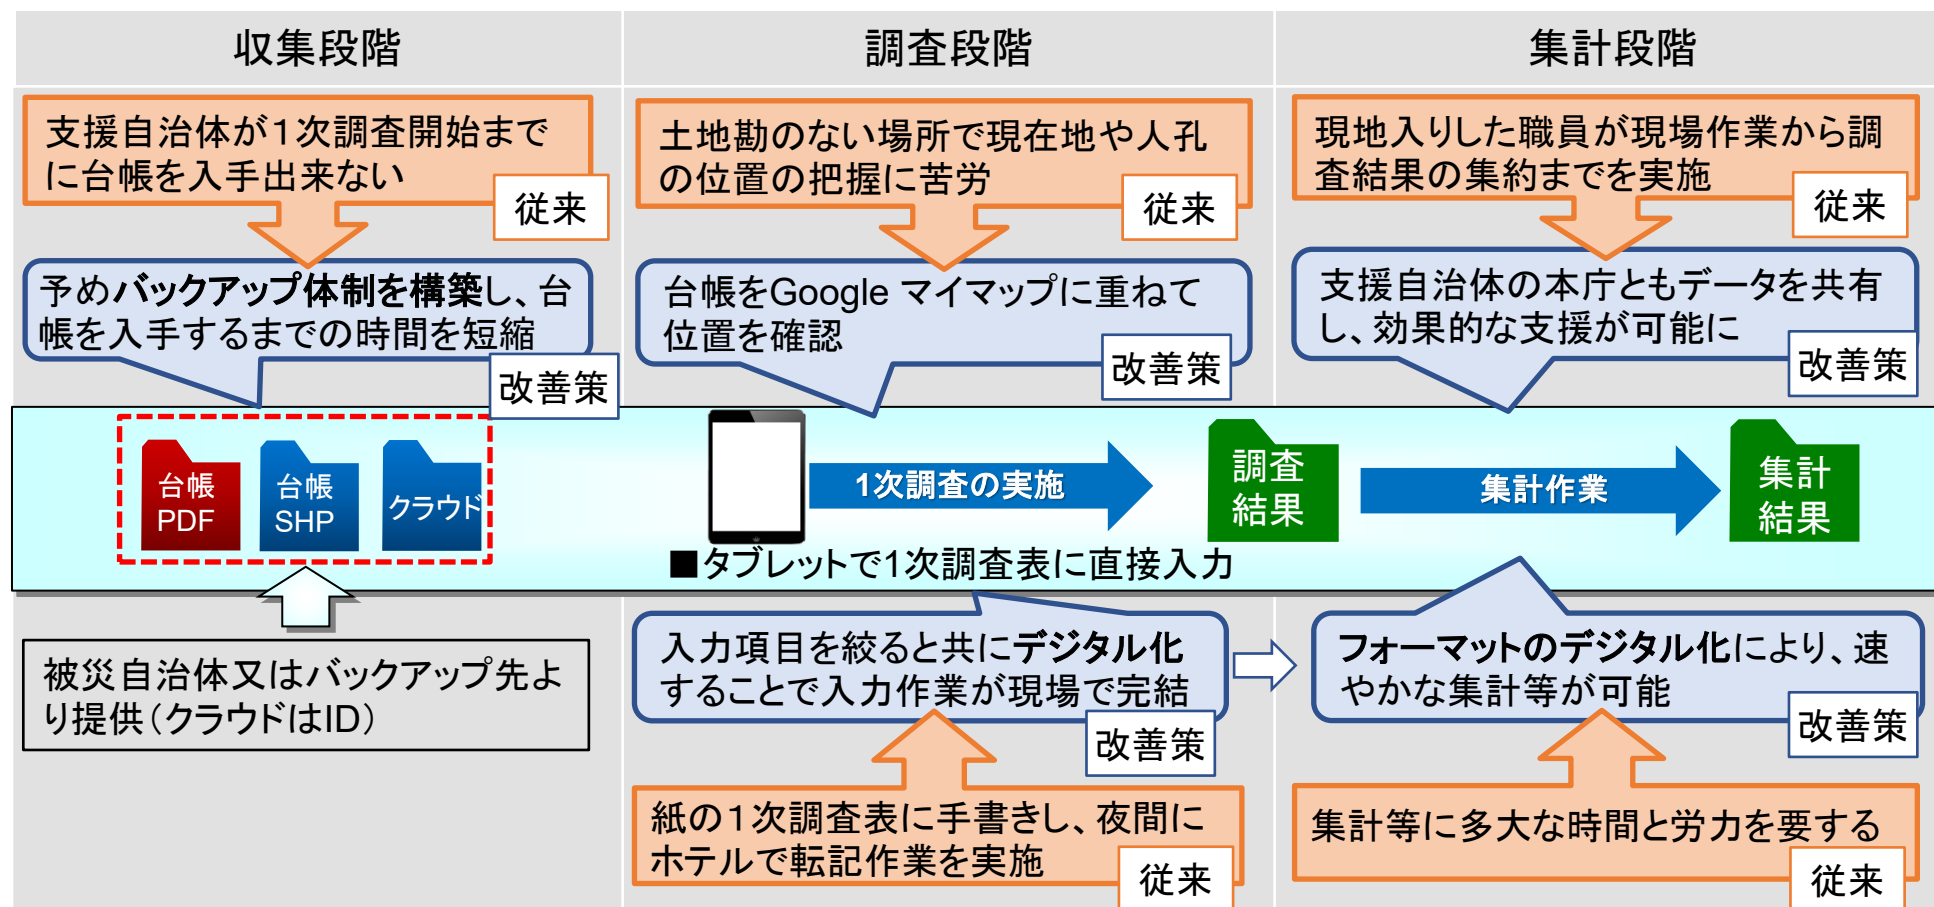 収集段階
調査段階
集計段階
支援自治体が1次調査開始まで
に台帳を入手出来ない
従来
土地勘のない場所で現在地や人孔
の位置の把握に苦労
従来
現地入りした職員が現場作業から調
査結果の集約までを実施
従来
予めバックアップ体制を構築し、台
帳を入手するまでの時間を短縮
改善策
台帳をGoogle マイマップに重ねて
位置を確認
改善策
支援自治体の本庁ともデータを共有
し、効果的な支援が可能に
改善策
台帳
PDF
台帳
SHP
クラウド
1次調査の実施
調査
結果
集計作業
集計
結果
■タブレットで1次調査表に直接入力
被災自治体又はバックアップ先よ
り提供（クラウドはID）
入力項目を絞ると共にデジタル化
することで入力作業が現場で完結
改善策
フォーマットのデジタル化により、速
やかな集計等が可能
改善策
紙の１次調査表に手書きし、夜間に
ホテルで転記作業を実施
従来
集計等に多大な時間と労力を要する
従来